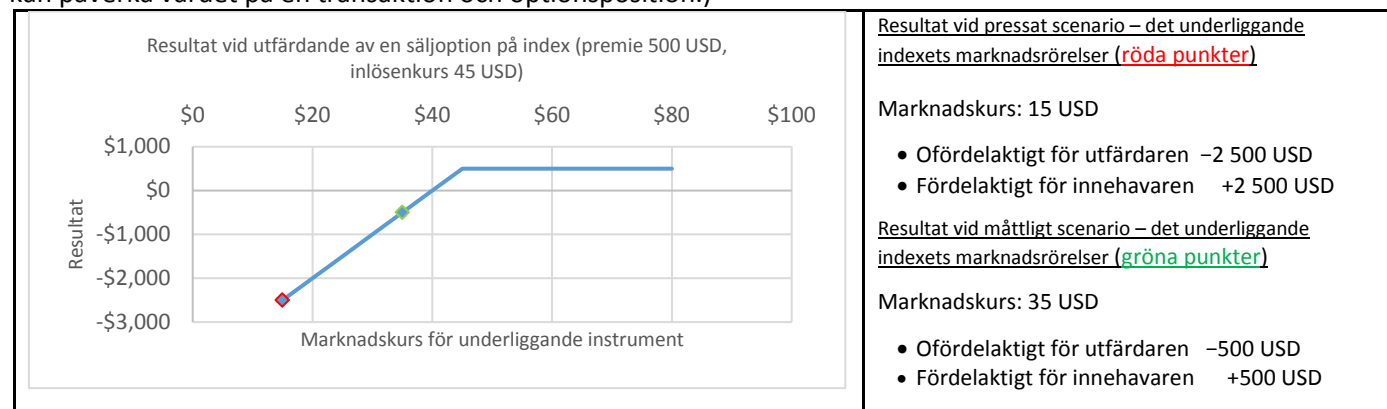 kan påverka värdet på en transaktion och optionsposition.)
Resultat vid utfärdande av en säljoption på index (premie 500 USD,
inlösenkurs 45 USD)
$0 $20 $40 $60 $80 $100
$1,000
$0
-$1,000
-$2,000
-$3,000
Resultat
Marknadskurs för underliggande instrument
Resultat vid pressat scenario – det underliggande
indexets marknadsrörelser (röda punkter)
Marknadskurs: 15 USD
• Ofördelaktigt för utfärdaren −2 500 USD
• Fördelaktigt för innehavaren +2 500 USD
Resultat vid måttligt scenario – det underliggande
indexets marknadsrörelser (gröna punkter)
Marknadskurs: 35 USD
• Ofördelaktigt för utfärdaren −500 USD
• Fördelaktigt för innehavaren +500 USD